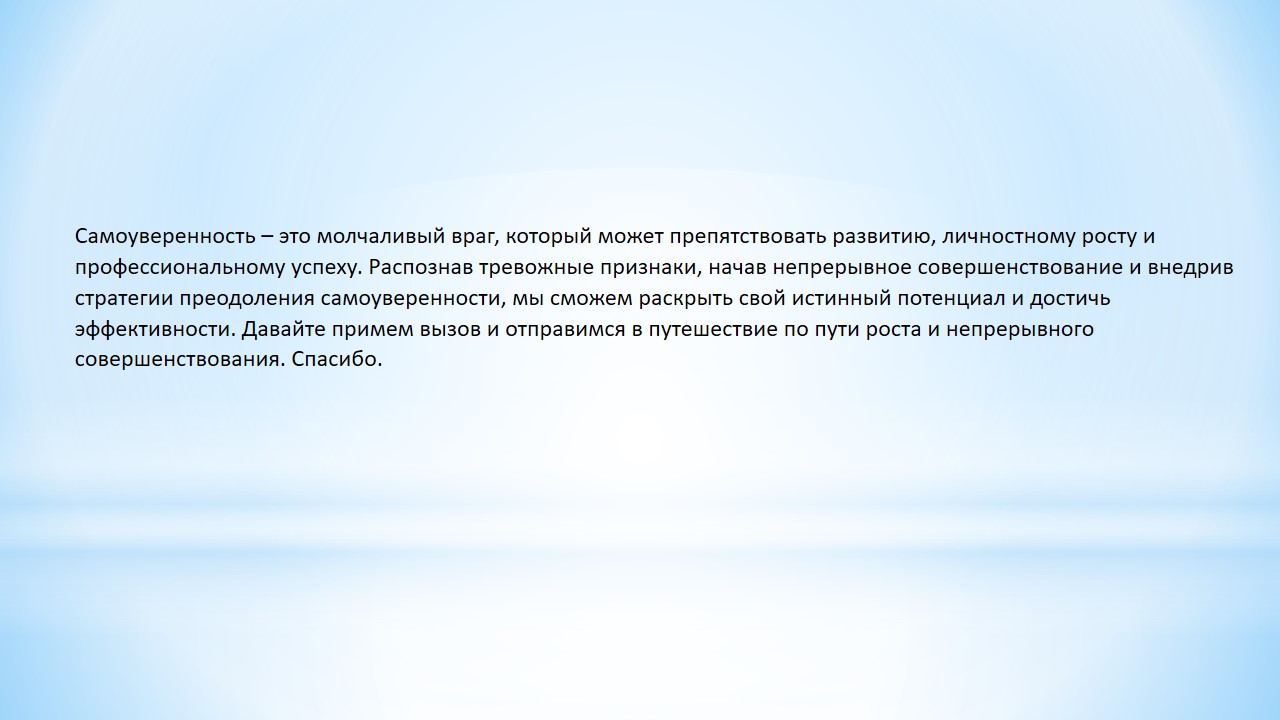 Самоуверенность – это молчаливый враг, который может препятствовать развитию, личностному росту и
профессиональному успеху. Распознав тревожные признаки, начав непрерывное совершенствование и внедрив
стратегии преодоления самоуверенности, мы сможем раскрыть свой истинный потенциал и достичь
эффективности. Давайте примем вызов и отправимся в путешествие по пути роста и непрерывного
совершенствования. Спасибо.